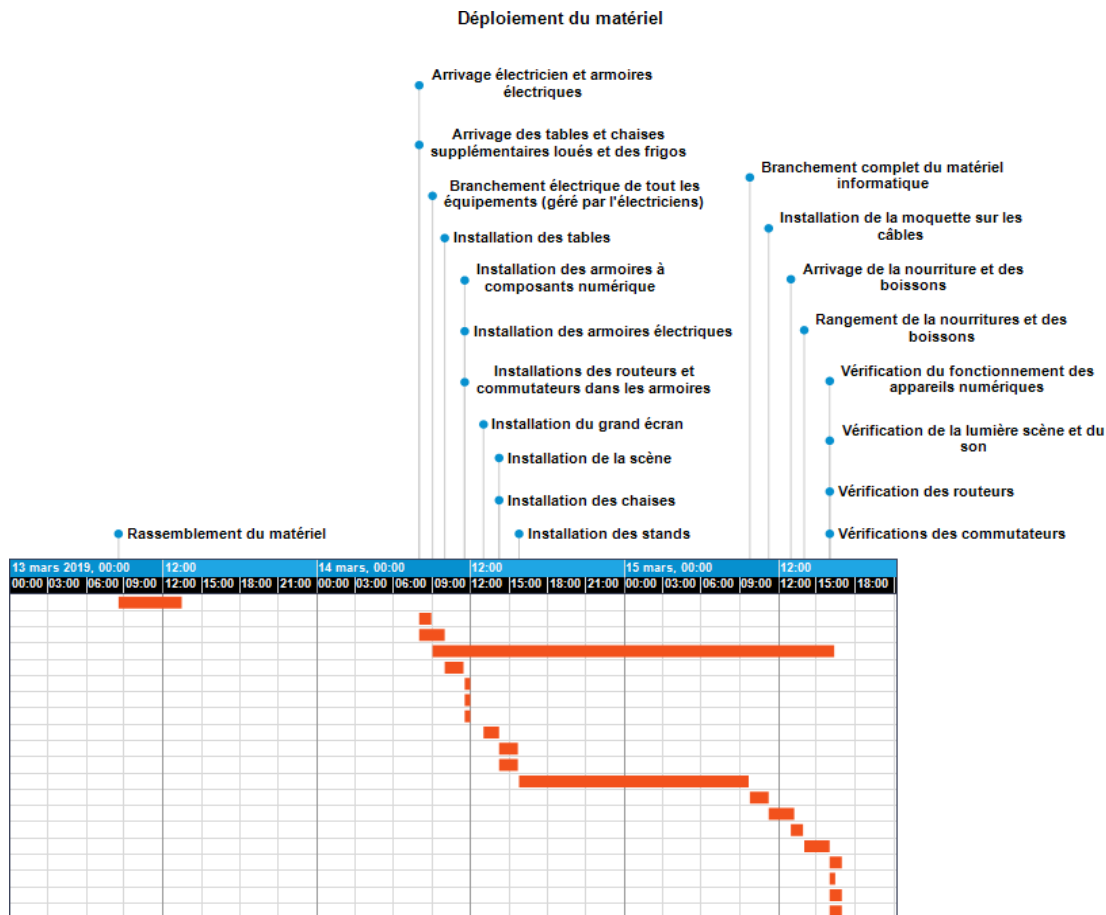 Déploiement du matériel
Arrivage électricien et armoires
électriques
Arrivage des tables et chaises
supplémentaires loués et des frigos
Branchement électrique de tout les
équipements (géré par l'électriciens)
Installation des tables
Installation des armoires à
composants numérique
Installation des armoires électriques
Installations des routeurs et
commutateurs dans les armoires
Installation du grand écran
Installation de la scène
Installation des chaises
Rassemblement du matériel
Installation des stands
Branchement complet du matériel
informatique
Installation de la moquette sur les
câbles
Arrivage de la nourriture et des
boissons
Rangement de la nourritures et des
boissons
Vérification du fonctionnement des
appareils numériques
Vérification de la lumière scène et du
son
Vérification des routeurs
Vérifications des commutateurs
13 mars 2019, 00:00 12:00 14 mars, 00:00 12:00 15 mars, 00:00 12:00
00:00 03:00 06:00 09:00 12:00 15:00 18:00 21:00 00:00 03:00 06:00 09:00 12:00 15:00 18:00 21:00 00:00 03:00 06:00 09:00 12:00 15:00 18:00